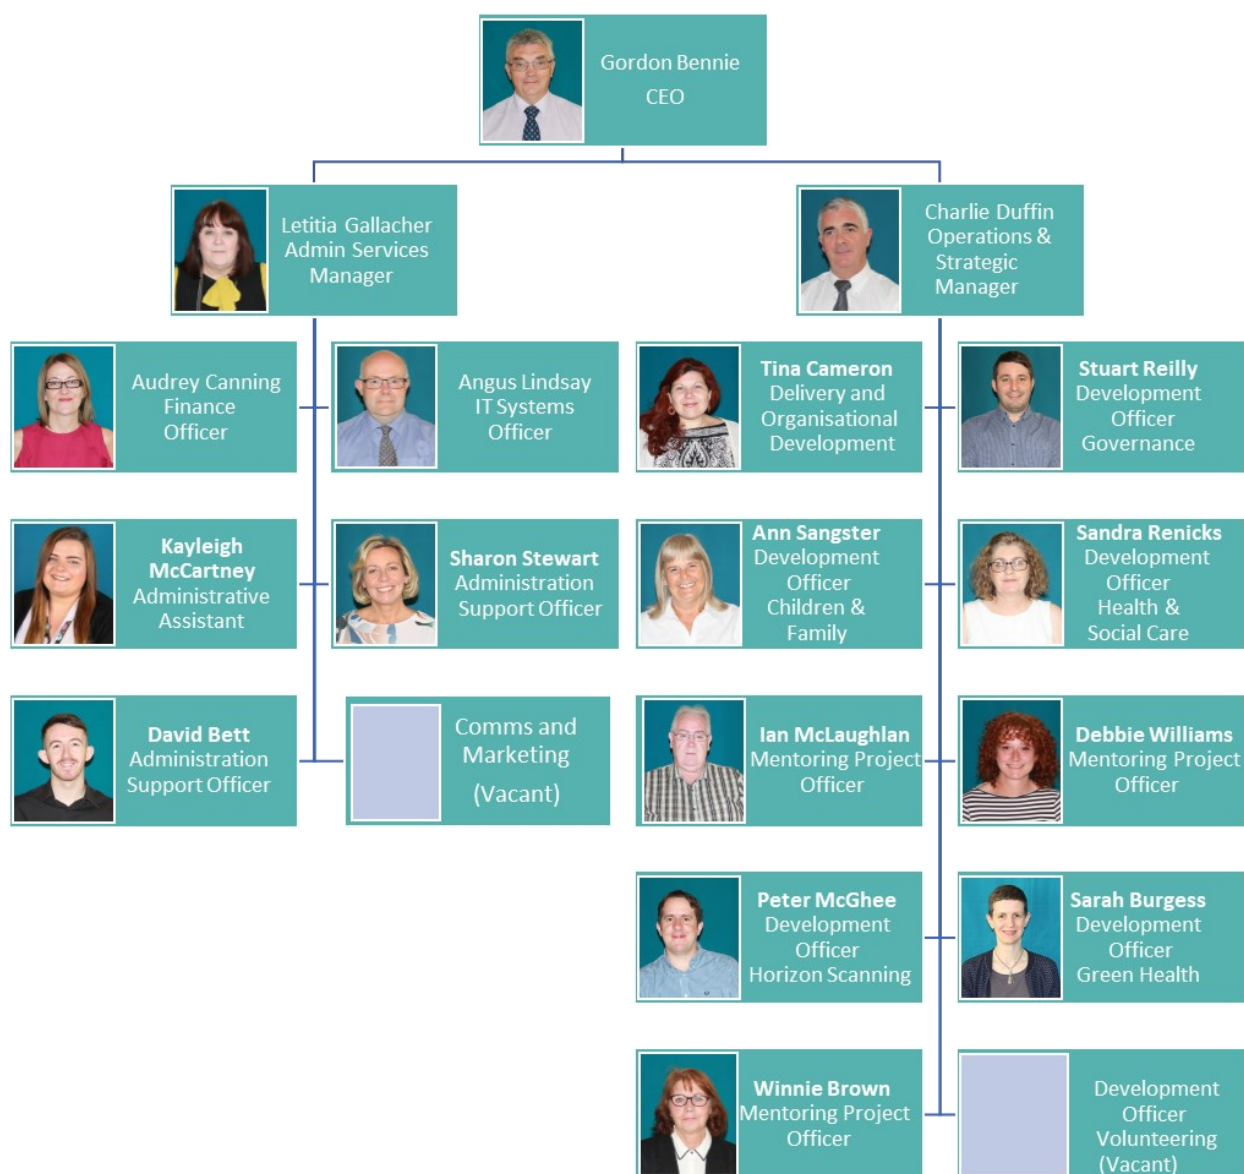 Gordon Bennie
CEO
Letitia Gallacher
Admin Services
Manager
Charlie Duffin
Operations &
Strategic
Manager
Audrey Canning
Finance
Officer
Angus Lindsay
IT Systems
Officer
Tina Cameron
Delivery and
Organisational
Development
Stuart Reilly
Development
Officer
Governance
Kayleigh
McCartney
Administrative
Assistant
Sharon Stewart
Administration
Support Officer
Ann Sangster
Development
Officer
Children &
Family
Sandra Renicks
Development
Officer
Health &
Social Care
David Bett
Administration
Support Officer
Comms and
Marketing
(Vacant)
Ian McLaughlan
Mentoring Project
Officer
Debbie Williams
Mentoring Project
Officer
Peter McGhee
Development
Officer
Horizon Scanning
Sarah Burgess
Development
Officer
Green Health
Winnie Brown
Mentoring Project
Officer
Development
Officer
Volunteering
(Vacant)